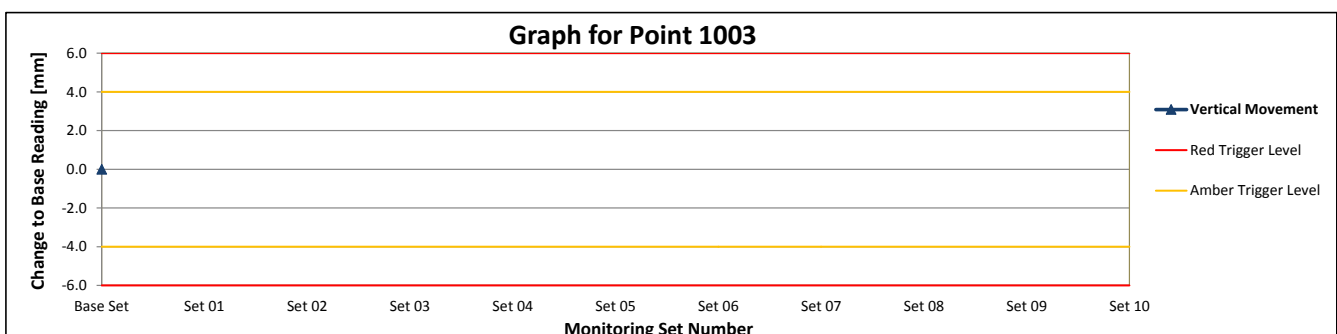 Graph for Point 1003
Change to Base Reading [mm]
6.0
4.0
2.0
0.0
-2.0
-4.0
-6.0
Base Set Set 01 Set 02 Set 03 Set 04 Set 05 Set 06 Set 07 Set 08 Set 09 Set 10
Monitoring Set Number
Vertical Movement
Red Trigger Level
Amber Trigger Level